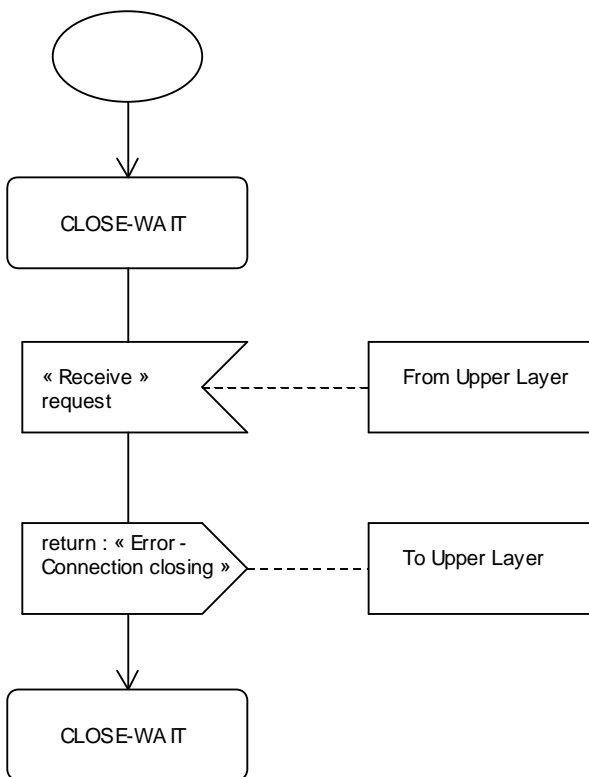 CLOSE-WAIT
« Receive »
request
From Upper Layer
return : « Error -
Connection closing »
To Upper Layer
CLOSE-WAIT